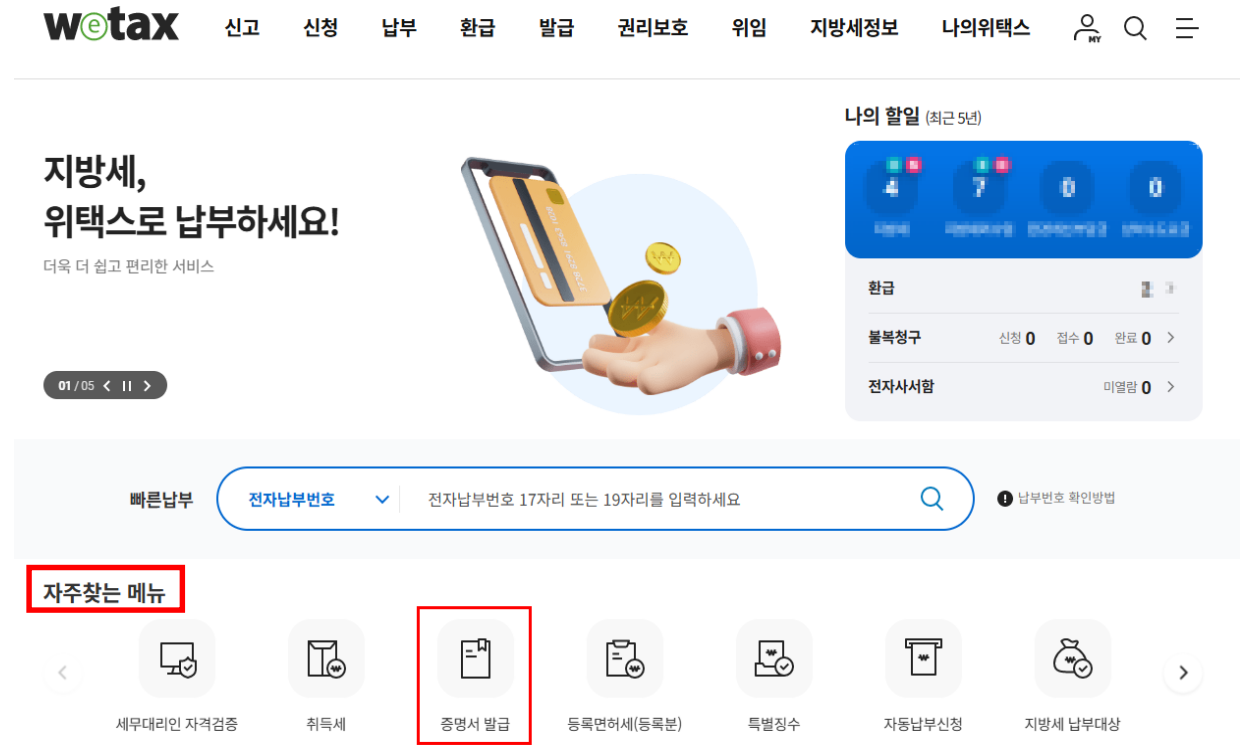 wetax
신고 신청 납부 환급 발급 권리보호 위임 지방세정보 나의위택스 MY
지방세,
위택스로 납부하세요!
더욱 더 쉽고 편리한 서비스
01 / 05
나의 할일 (최근 5년)
4 7 0 0
환급
불복청구 신청 0 접수 0 완료 0
전자사서함 미열람 0
빠른납부 전자납부번호 전자납부번호 17자리 또는 19자리를 입력하세요 납부번호 확인방법
자주찾는 메뉴
세무대리인 자격검증 취득세 증명서 발급 등록면허세(등록분) 특별징수 자동납부신청 지방세 납부대상